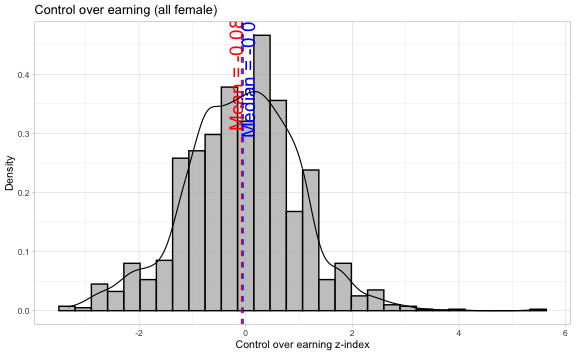 Control over earning (all female)
Mean = -0.08
Median = -0.0
Density
0.4
0.3
0.2
0.1
0.0
-2
0
2
4
6
Control over earning z-index